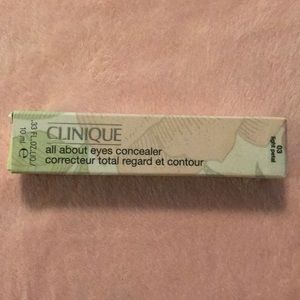 CLINIQUE
all about eyes concealer
correcteur total regard et contour
.33 FL.OZ.LIQ./
10 ml e
03
light petal